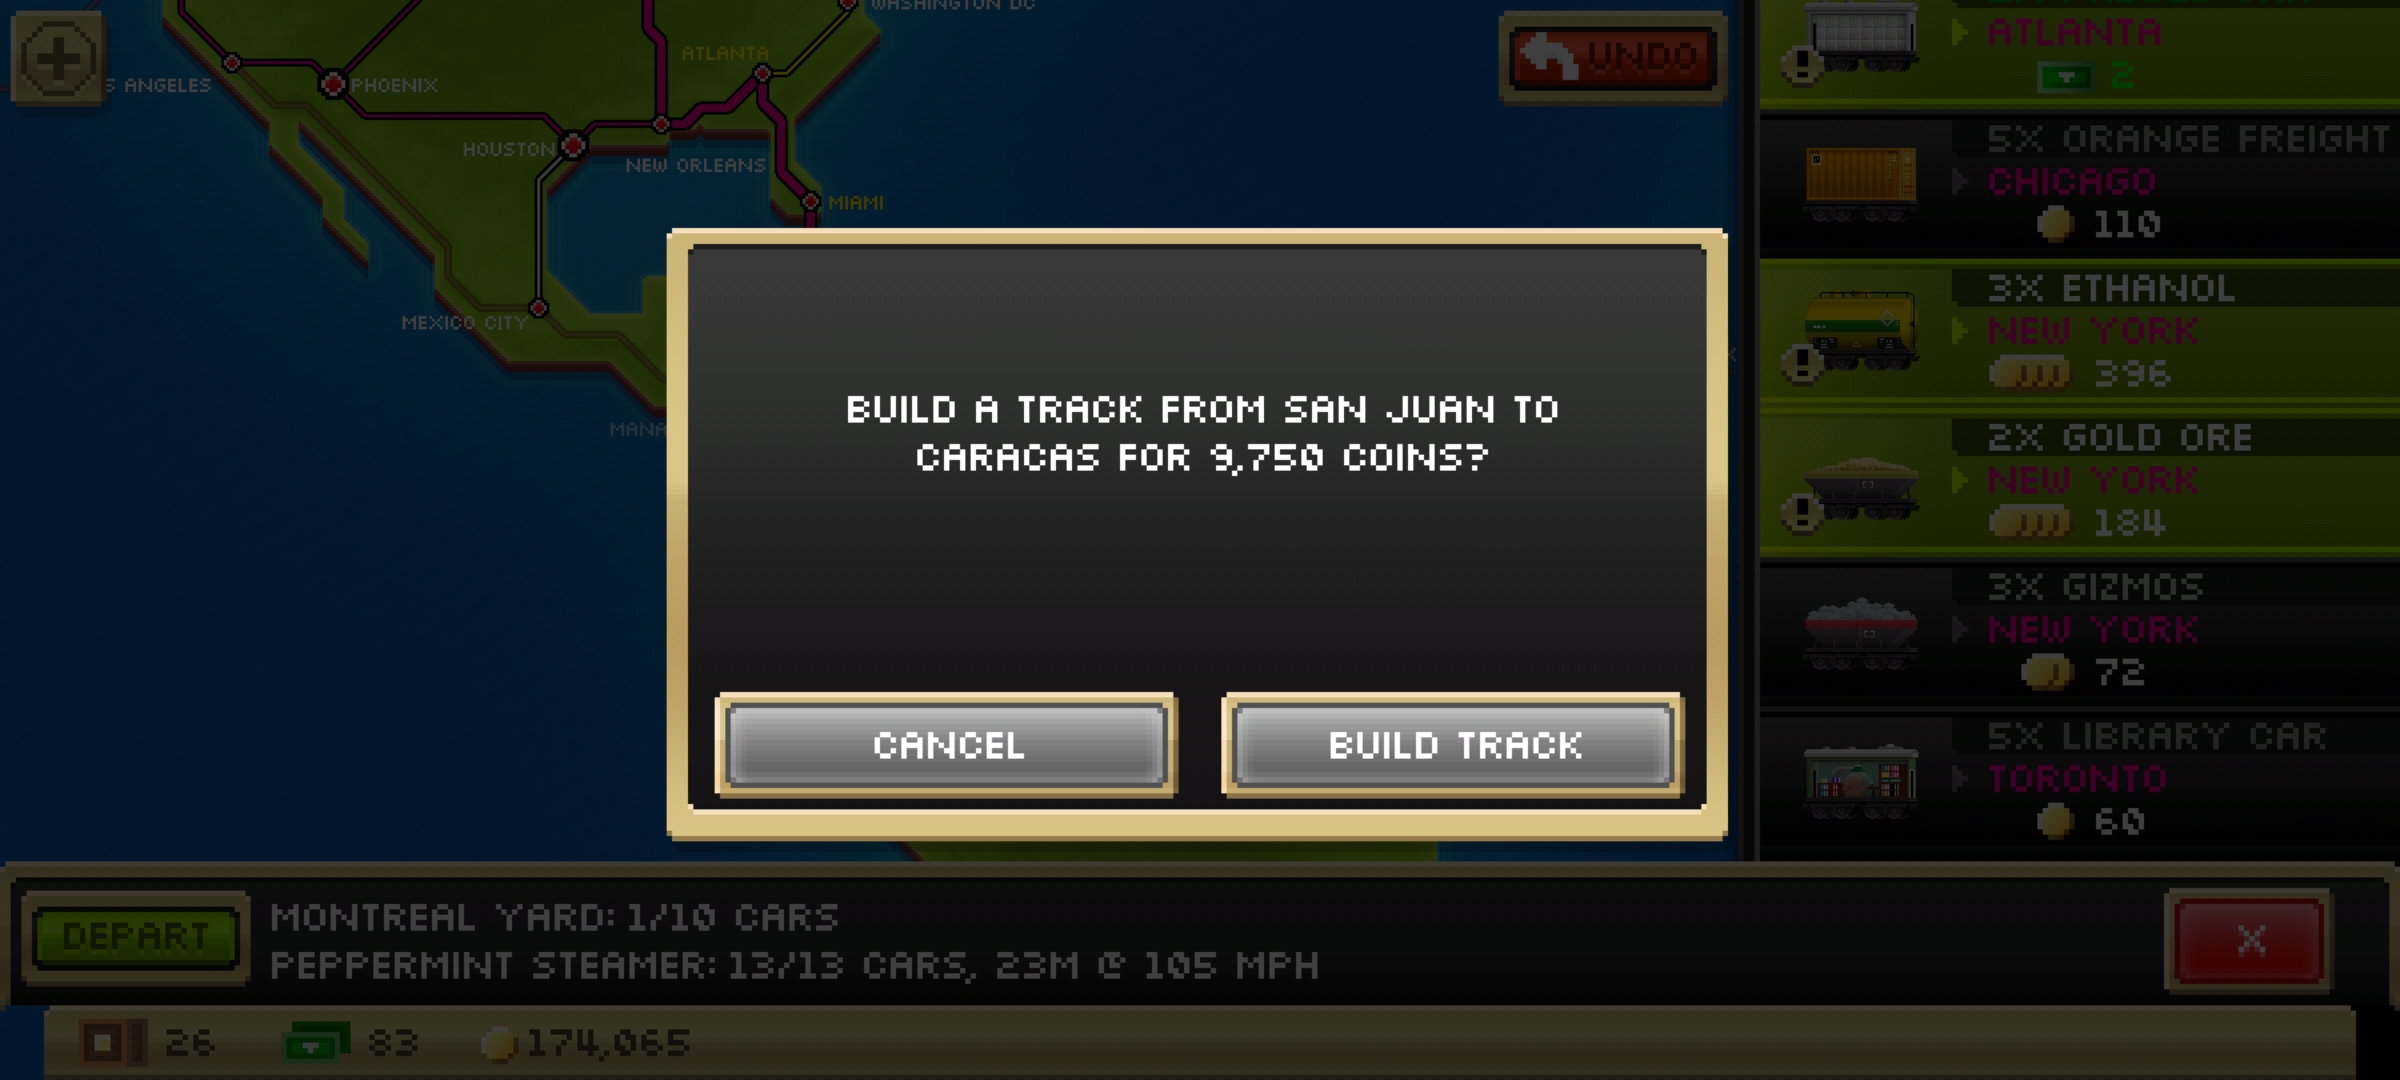 WASHINGTON DC
ATLANTA
S ANGELES
PHOENIX
HOUSTON
NEW ORLEANS
MIAMI
MEXICO CITY
MANA
UNDO
ATLANTA
2
5X ORANGE FREIGHT
CHICAGO
110
3X ETHANOL
NEW YORK
396
2X GOLD ORE
NEW YORK
184
3X GIZMOS
NEW YORK
72
5X LIBRARY CAR
TORONTO
60
BUILD A TRACK FROM SAN JUAN TO
CARACAS FOR 9,750 COINS?
CANCEL
BUILD TRACK
DEPART
MONTREAL YARD: 1/10 CARS
PEPPERMINT STEAMER: 13/13 CARS, 23M @ 105 MPH
X
26
83
174,065